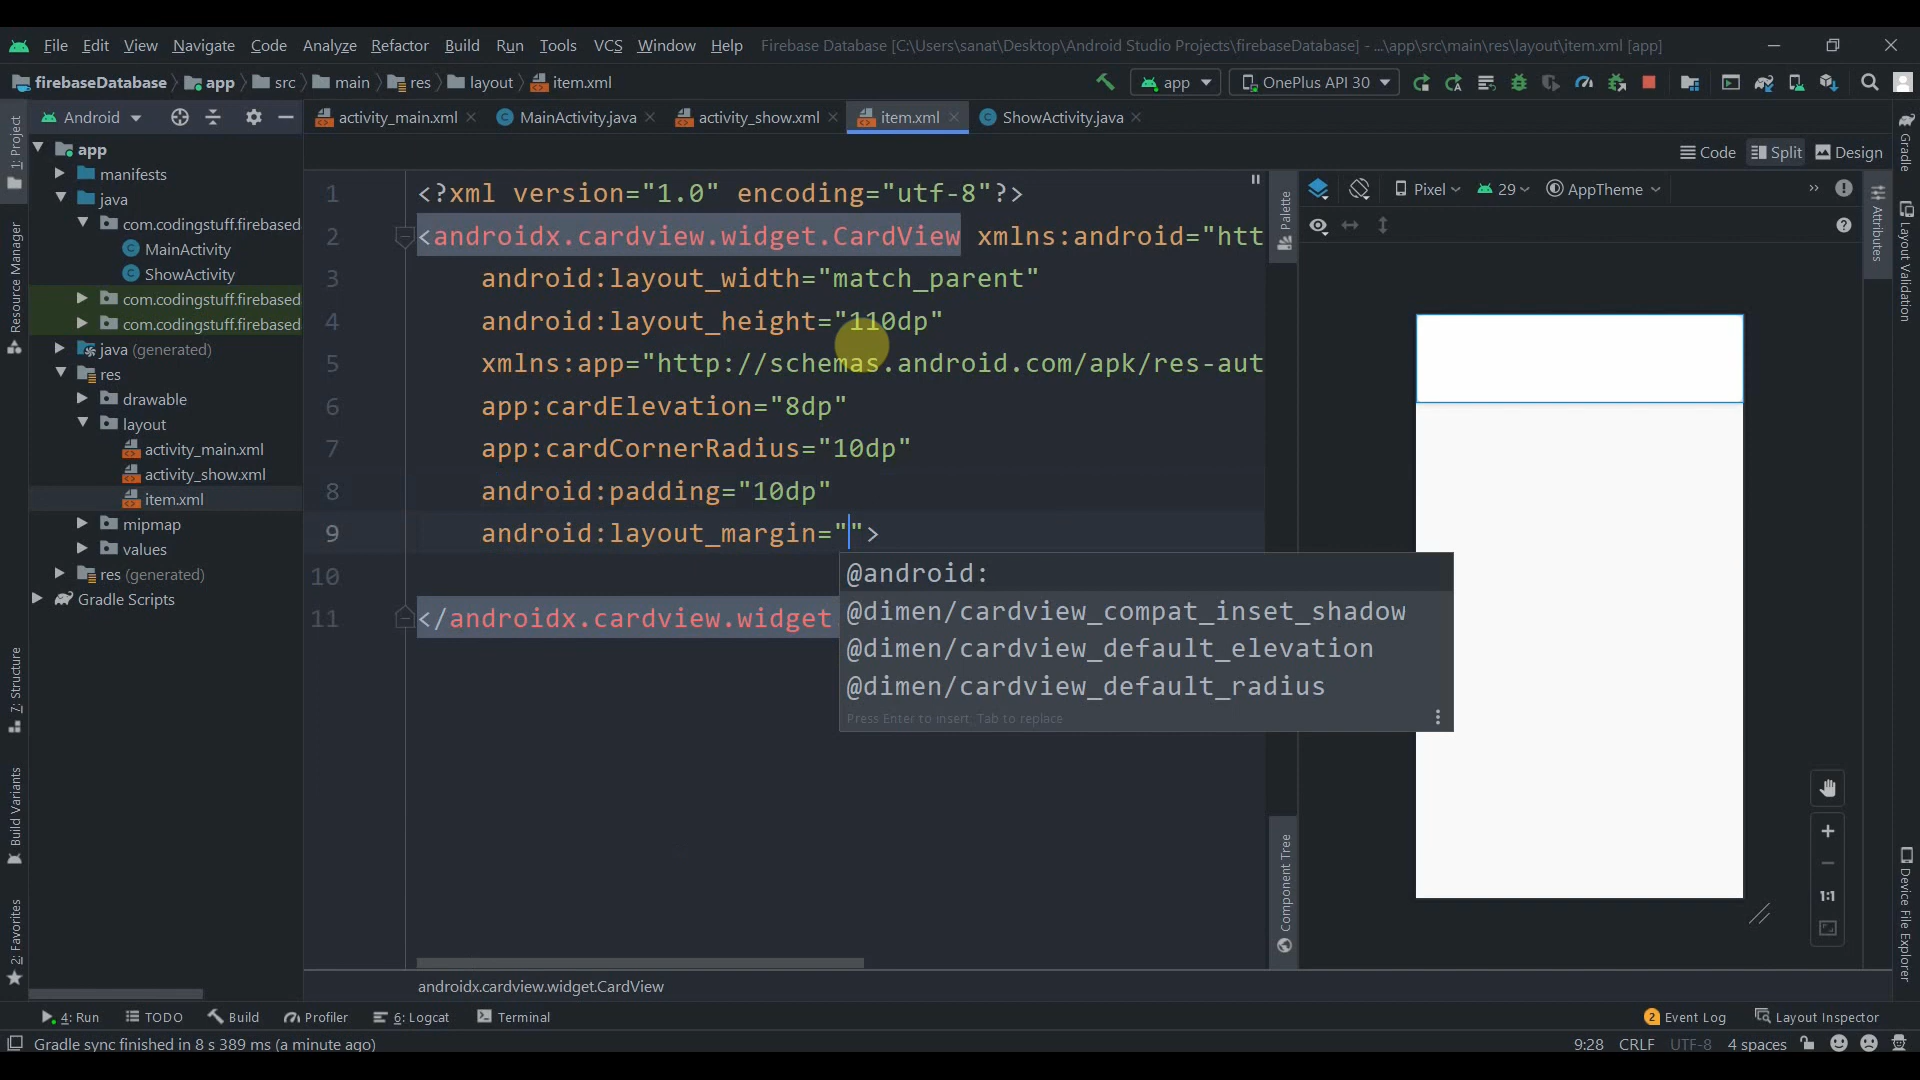 File Edit View Navigate Code Analyze Refactor Build Run Tools VCS Window Help Firebase Database [C:\Users\sanat\Desktop\Android Studio Projects\firebaseDatabase] - ...\app\src\main\res\layout\item.xml [app]
firebaseDatabase app src main res layout item.xml app OnePlus API 30
Android activity_main.xml MainActivity.java activity_show.xml item.xml ShowActivity.java
Code Split Design
Pixel 29 AppTheme
1: Project
Resource Manager
7: Structure
Build Variants
2: Favorites
app
manifests
java
com.codingstuff.firebased
MainActivity
ShowActivity
com.codingstuff.firebased
com.codingstuff.firebased
java (generated)
res
drawable
layout
activity_main.xml
activity_show.xml
item.xml
mipmap
values
res (generated)
Gradle Scripts
1 <?xml version="1.0" encoding="utf-8"?>
2 <androidx.cardview.widget.CardView xmlns:android="htt
3 android:layout_width="match_parent"
4 android:layout_height="110dp"
5 xmlns:app="http://schemas.android.com/apk/res-aut
6 app:cardElevation="8dp"
7 app:cardCornerRadius="10dp"
8 android:padding="10dp"
9 android:layout_margin="">
10
11 </androidx.cardview.widget
@android:
@dimen/cardview_compat_inset_shadow
@dimen/cardview_default_elevation
@dimen/cardview_default_radius
Press Enter to insert, Tab to replace
Palette
Component Tree
Attributes
1:1
Gradle
Layout Validation
Device File Explorer
androidx.cardview.widget.CardView
4: Run TODO Build Profiler 6: Logcat Terminal 2 Event Log Layout Inspector
Gradle sync finished in 8 s 389 ms (a minute ago) 9:28 CRLF UTF-8 4 spaces